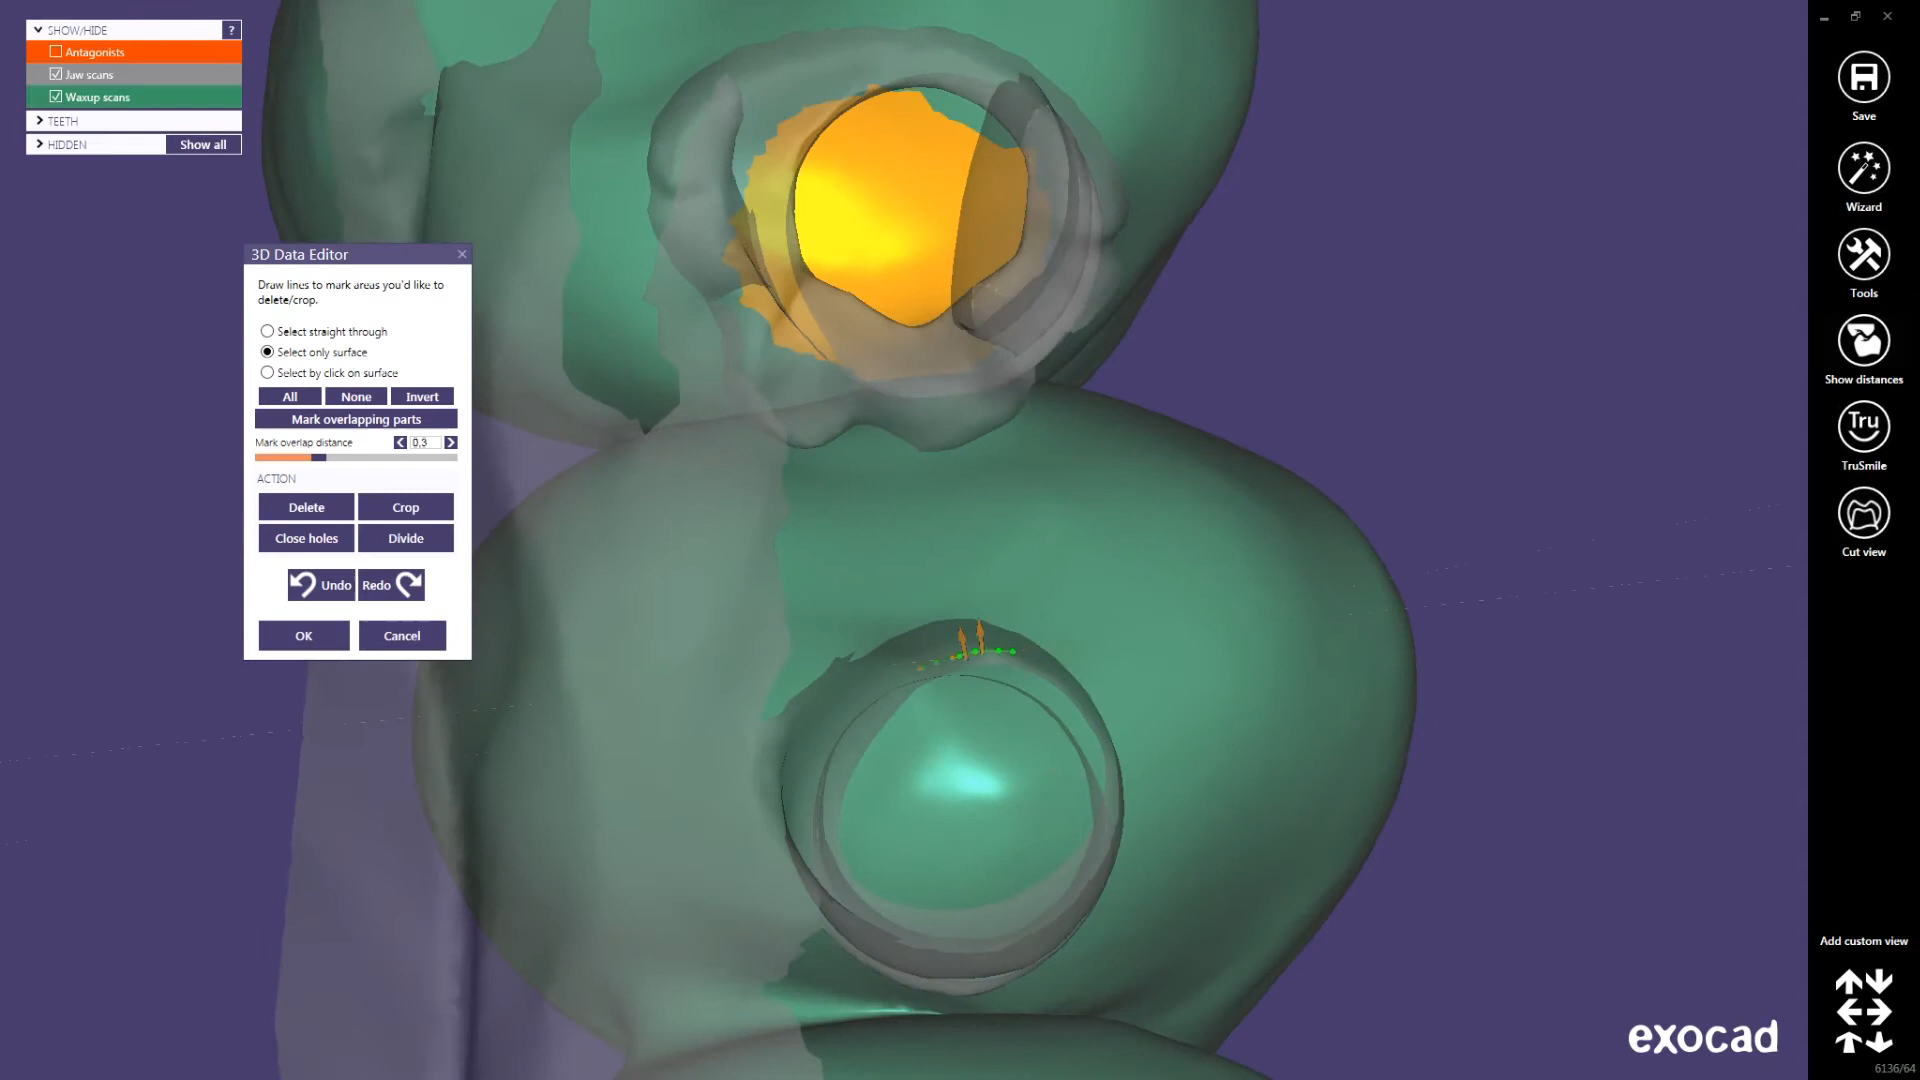 SHOW/HIDE ?
Antagonists
Jaw scans
Waxup scans
TEETH
HIDDEN Show all
3D Data Editor
Draw lines to mark areas you'd like to
delete/crop.
Select straight through
Select only surface
Select by click on surface
All None Invert
Mark overlapping parts
Mark overlap distance 0,3
ACTION
Delete Crop
Close holes Divide
Undo Redo
OK Cancel
Save
Wizard
Tools
Show distances
Tru
TruSmile
Cut view
Add custom view
exocad
6136/64